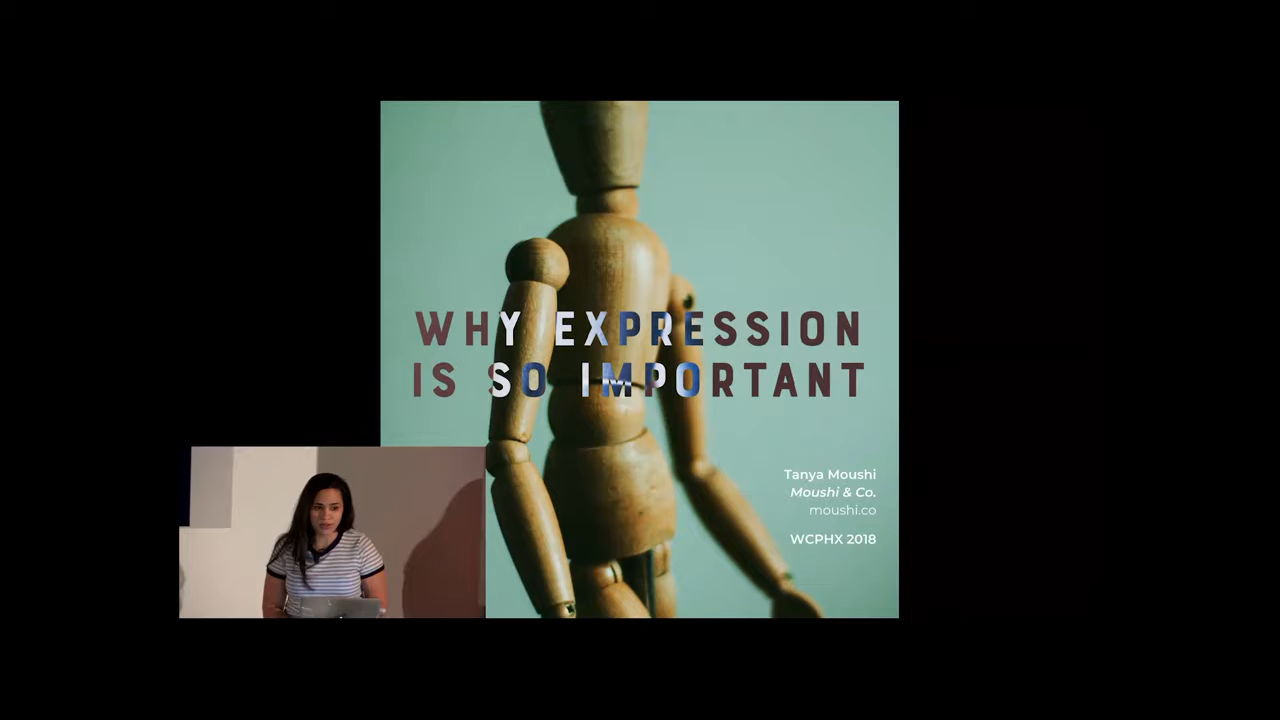 WHY EXPRESSION
IS SO IMPORTANT
Tanya Moushi
Moushi & Co.
moushi.co
WCPHX 2018